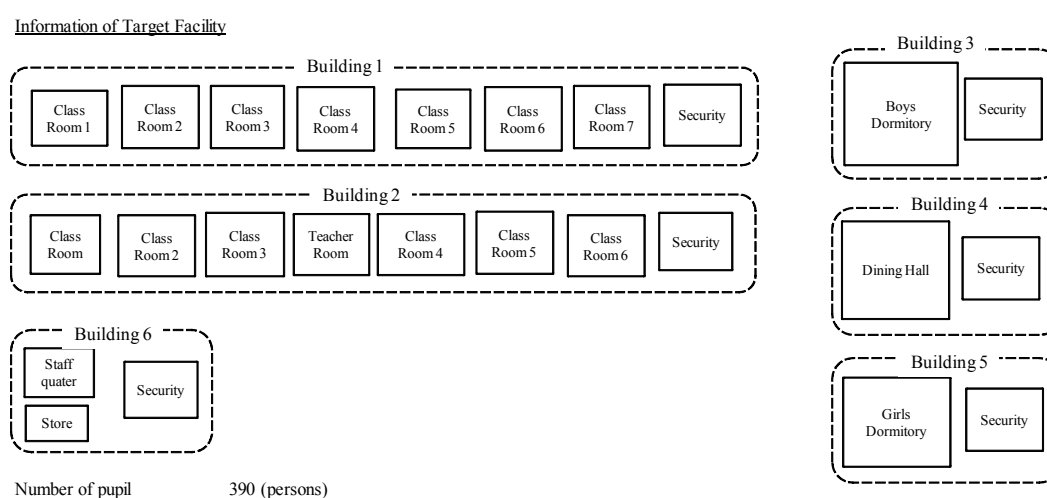 Information of Target Facility
Building 1
Class
Room 1
Class
Room 2
Class
Room 3
Class
Room 4
Class
Room 5
Class
Room 6
Class
Room 7
Security
Building 2
Class
Room
Class
Room 2
Class
Room 3
Teacher
Room
Class
Room 4
Class
Room 5
Class
Room 6
Security
Building 6
Staff
quater
Store
Security
Building 3
Boys
Dormitory
Security
Building 4
Dining Hall
Security
Building 5
Girls
Dormitory
Security
Number of pupil 390 (persons)